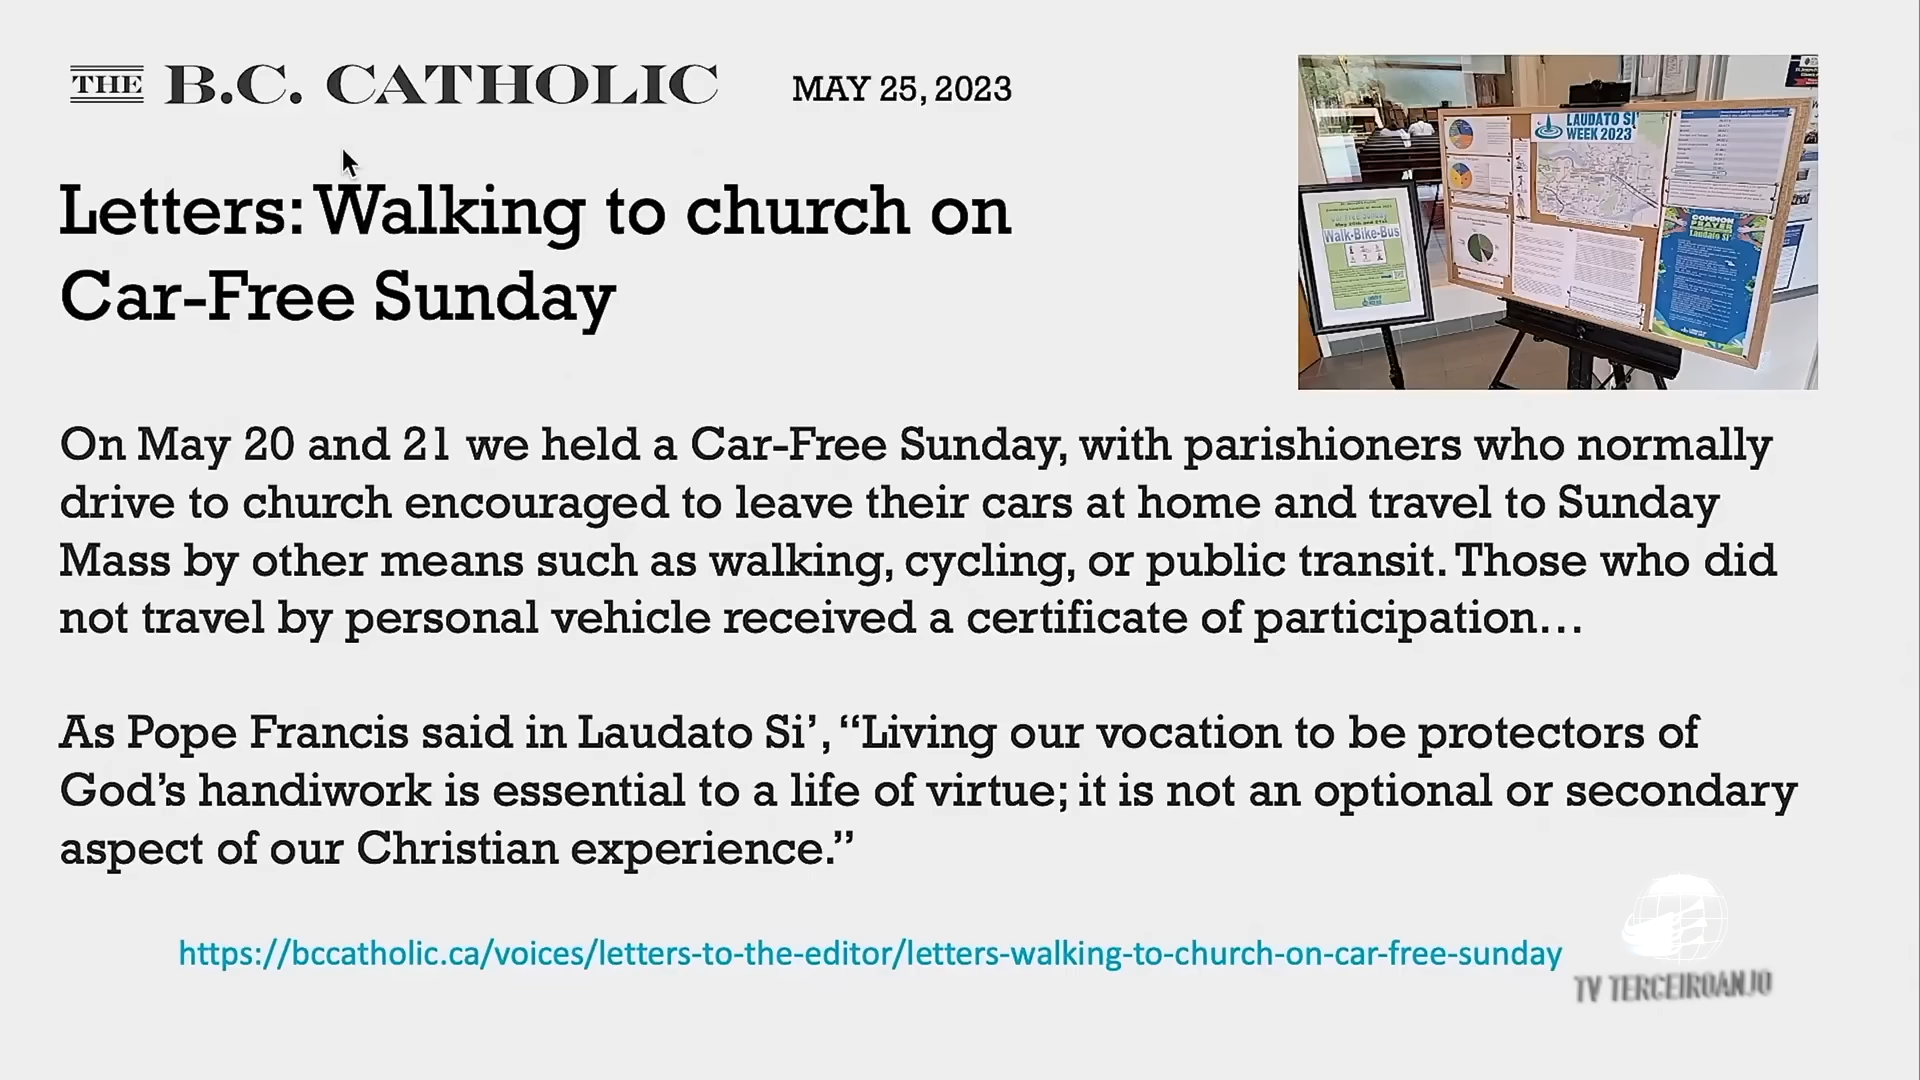 THE B.C. CATHOLIC MAY 25, 2023
Letters: Walking to church on
Car-Free Sunday
LAUDATO SI'
WEEK 2023
Walk-Bike-Bus
COMMON
PRAYER
Laudato Si'
On May 20 and 21 we held a Car-Free Sunday, with parishioners who normally
drive to church encouraged to leave their cars at home and travel to Sunday
Mass by other means such as walking, cycling, or public transit. Those who did
not travel by personal vehicle received a certificate of participation…
As Pope Francis said in Laudato Si’, “Living our vocation to be protectors of
God’s handiwork is essential to a life of virtue; it is not an optional or secondary
aspect of our Christian experience.”
https://bccatholic.ca/voices/letters-to-the-editor/letters-walking-to-church-on-car-free-sunday
TV TERCEIROANJO